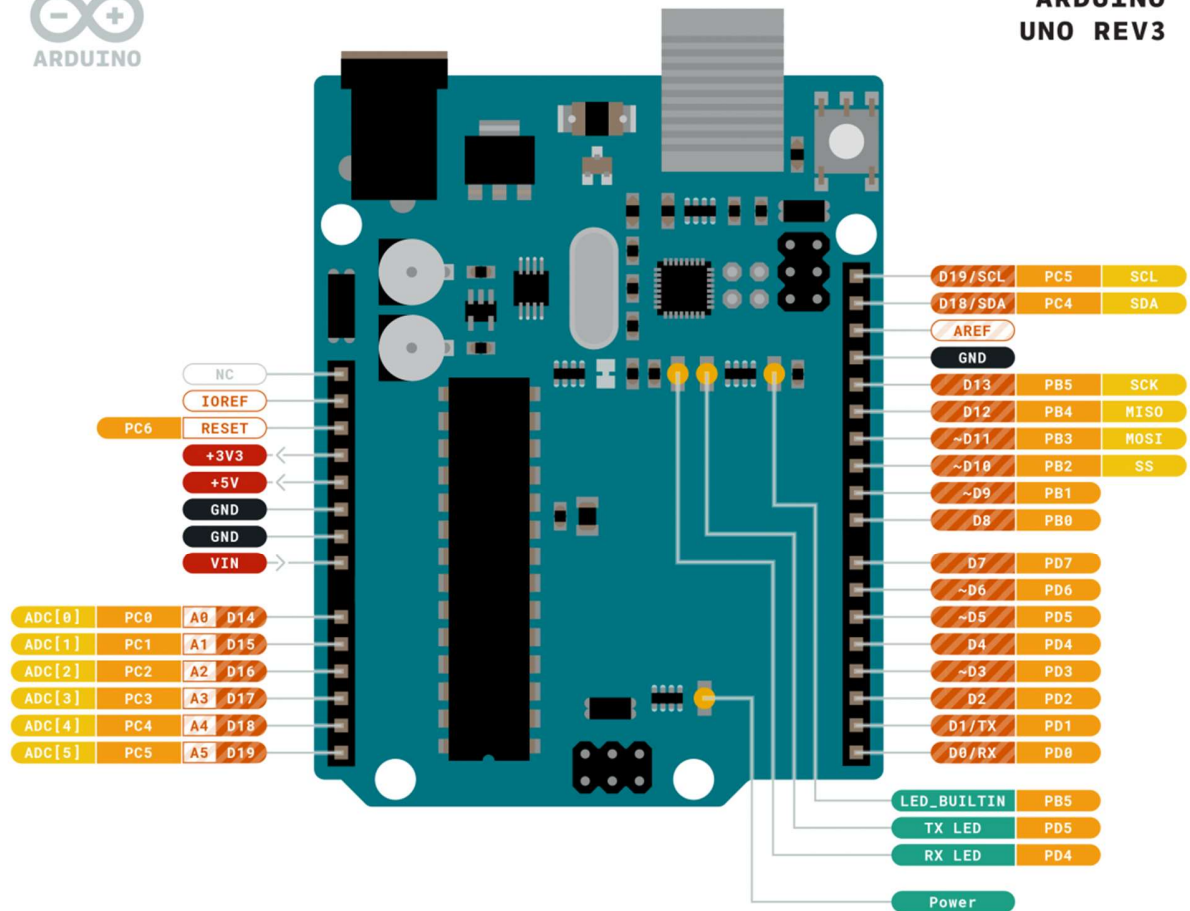 ARDUINO
ARDUINO
UNO REV3
NC
IOREF
PC6 RESET
+3V3
+5V
GND
GND
VIN
ADC[0] PC0 A0 D14
ADC[1] PC1 A1 D15
ADC[2] PC2 A2 D16
ADC[3] PC3 A3 D17
ADC[4] PC4 A4 D18
ADC[5] PC5 A5 D19
D19/SCL PC5 SCL
D18/SDA PC4 SDA
AREF
GND
D13 PB5 SCK
D12 PB4 MISO
~D11 PB3 MOSI
~D10 PB2 SS
~D9 PB1
D8 PB0
D7 PD7
~D6 PD6
~D5 PD5
D4 PD4
~D3 PD3
D2 PD2
D1/TX PD1
D0/RX PD0
LED_BUILTIN PB5
TX LED PD5
RX LED PD4
Power